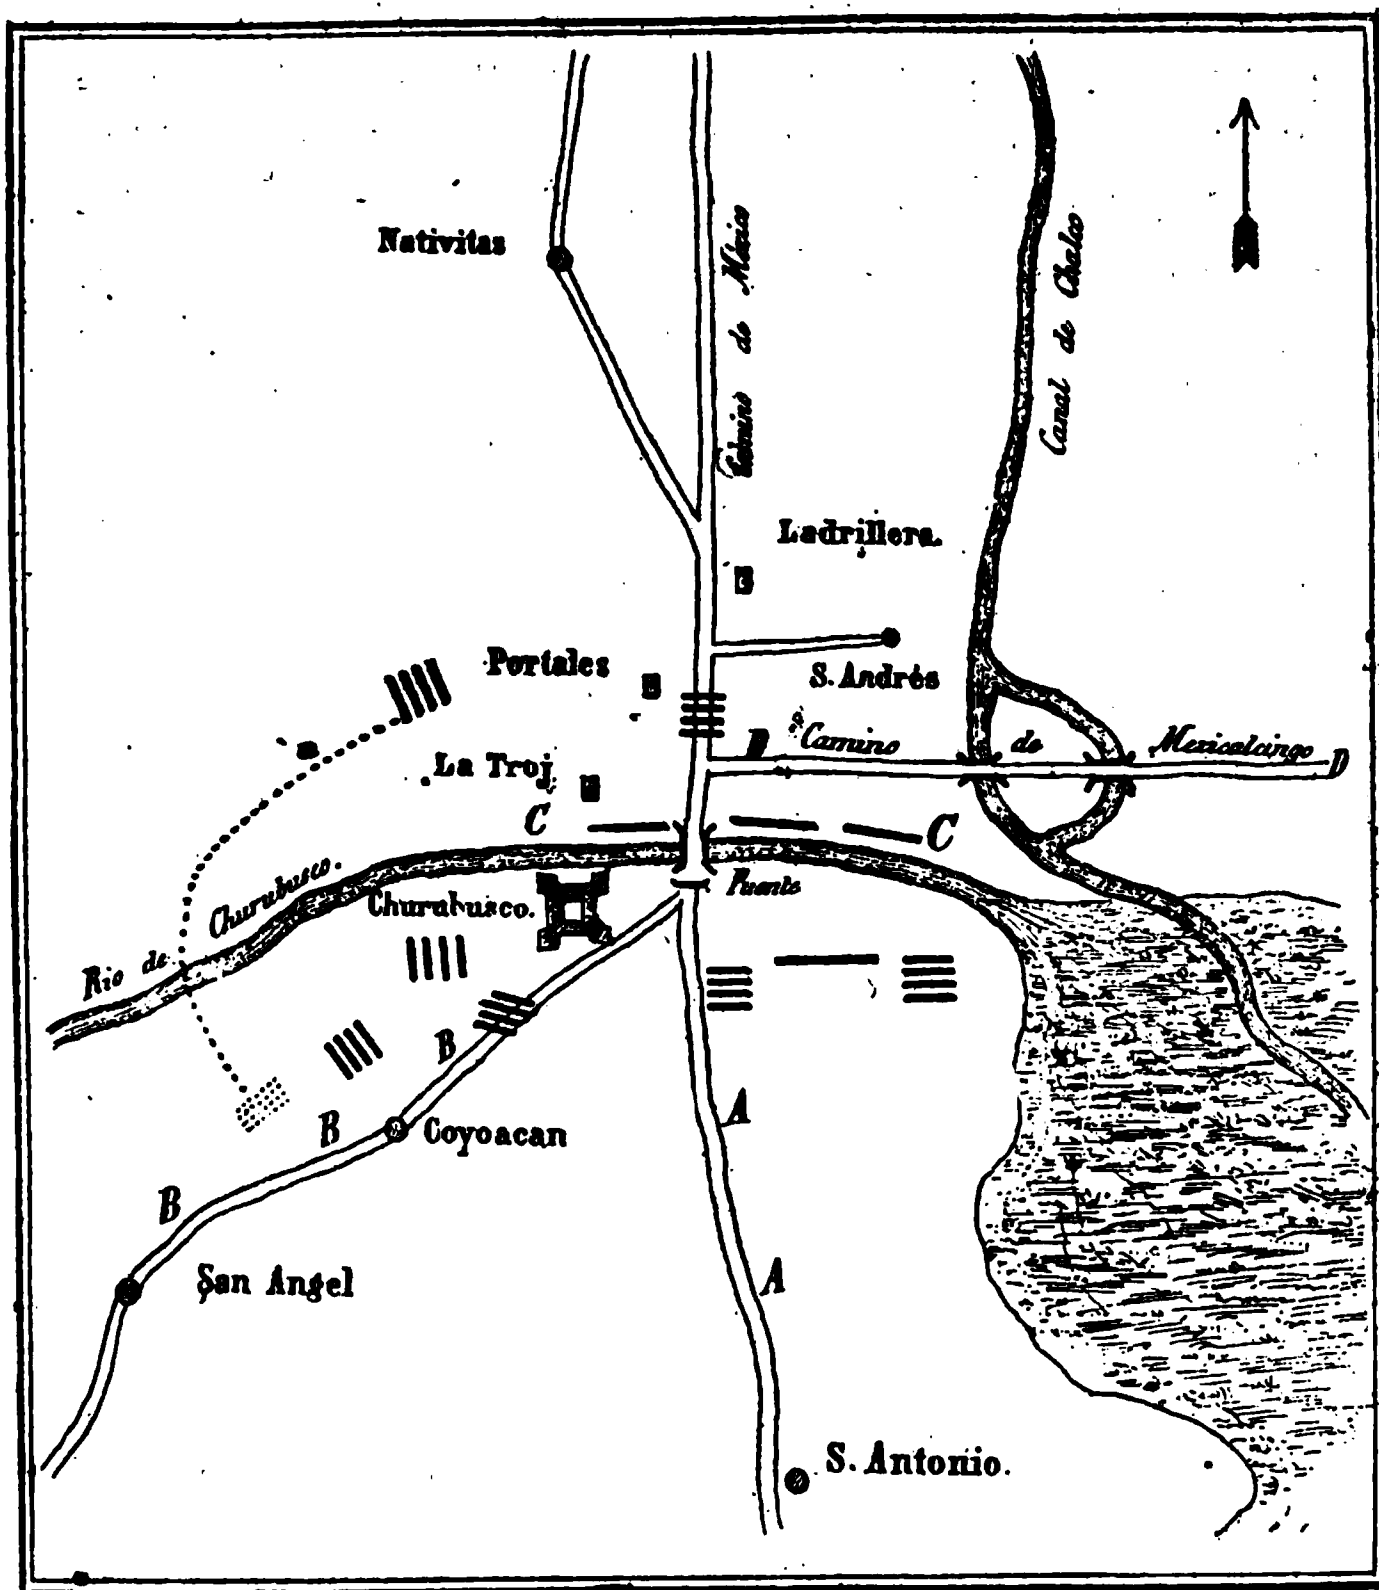 Nativitas
Camino de México
Canal de Chalco
Ladrillera.
Portales
S. Andrés
D Camino de Mexicalcingo D
La Troj
C
C
Rio de Churubusco.
Puente
Churubusco.
B
A
B
Coyoacan
B
San Angel
A
S. Antonio.